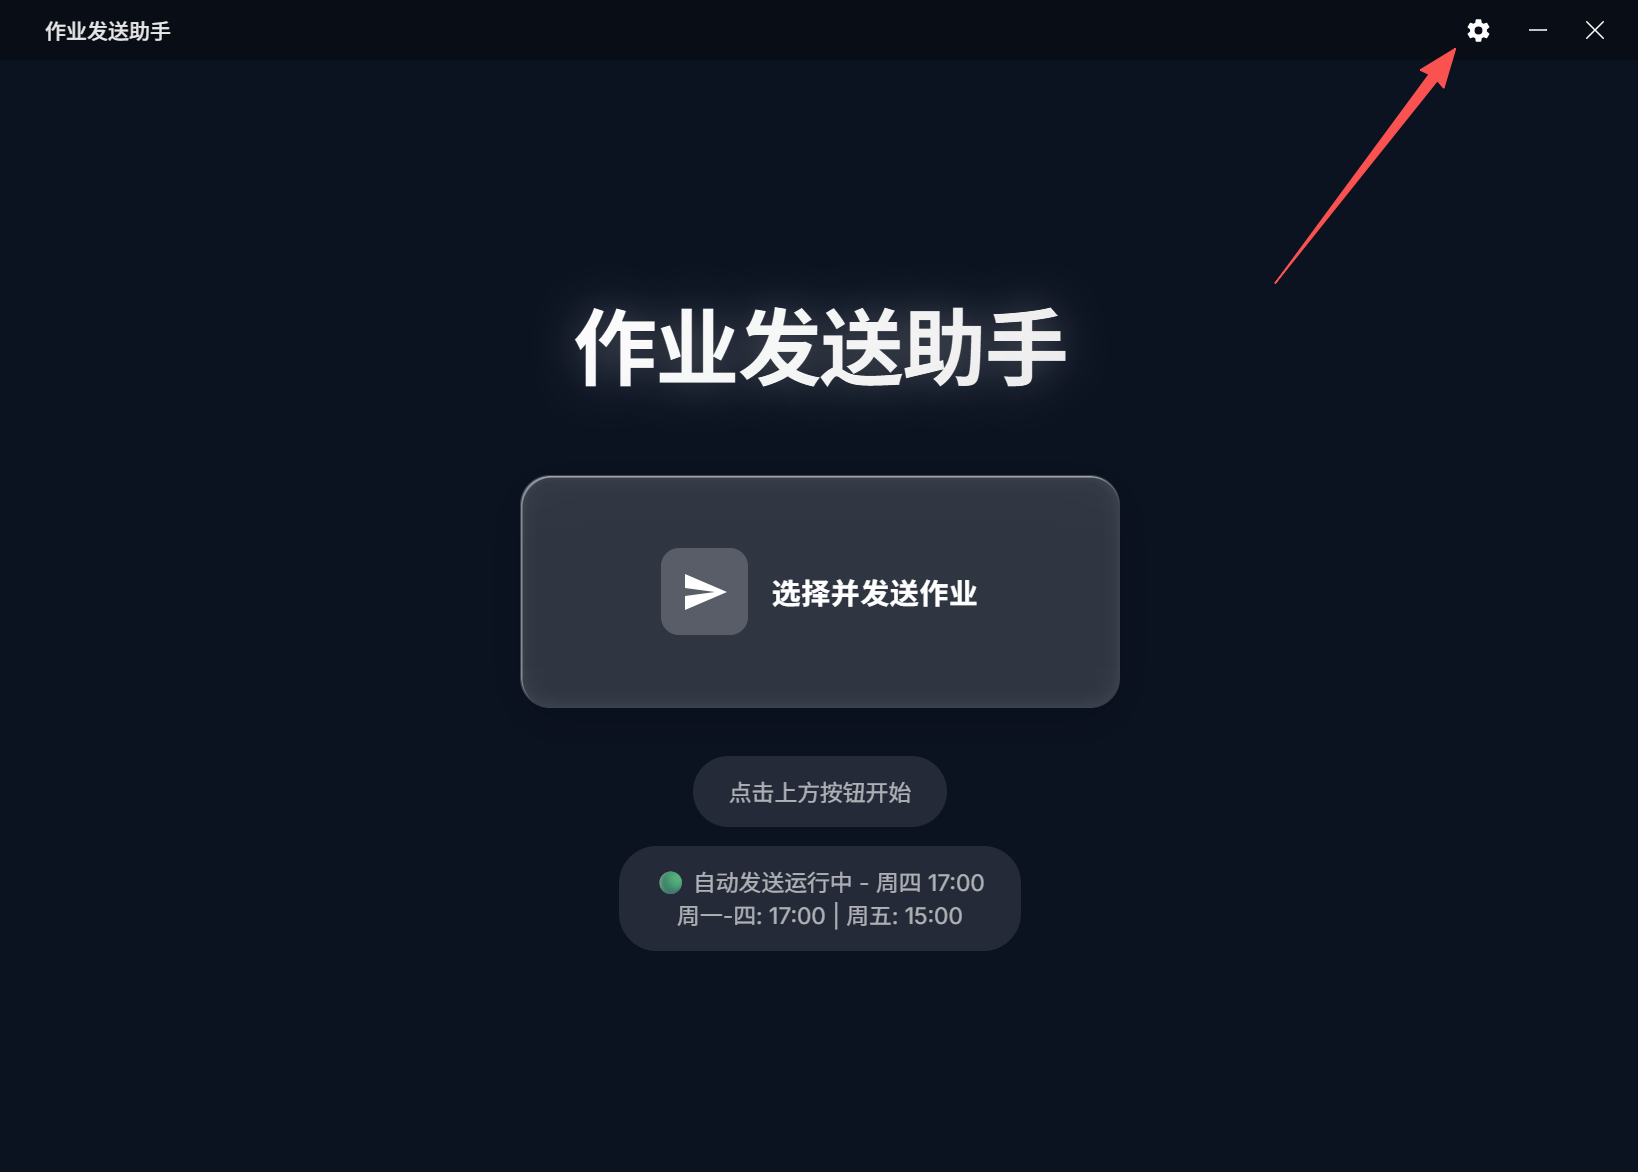 作业发送助手
作业发送助手
选择并发送作业
点击上方按钮开始
自动发送运行中 - 周四 17:00
周一-四: 17:00 | 周五: 15:00